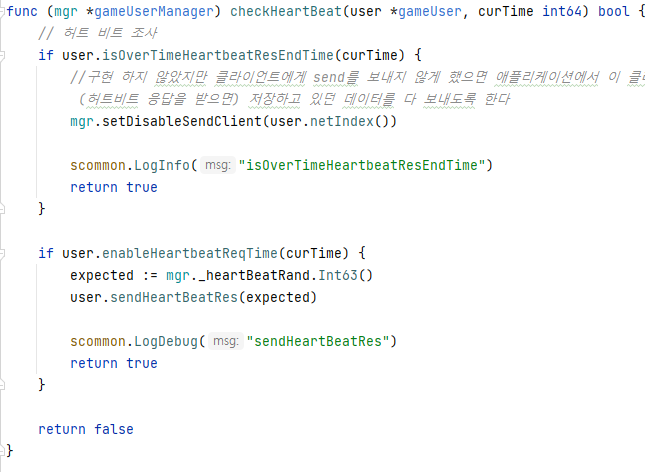 func (mgr *gameUserManager) checkHeartBeat(user *gameUser, curTime int64) bool {
// 허트 비트 조사
if user.isOverTimeHeartbeatResEndTime(curTime) {
//구현 하지 않았지만 클라이언트에게 send를 보내지 않게 했으면 애플리케이션에서 이
(허트비트 응답을 받으면) 저장하고 있던 데이터를 다 보내도록 한다
mgr.setDisableSendClient(user.netIndex())
scommon.LogInfo( msg: "isOverTimeHeartbeatResEndTime")
return true
}
if user.enableHeartbeatReqTime(curTime) {
expected := mgr._heartBeatRand.Int63()
user.sendHeartBeatRes(expected)
scommon.LogDebug( msg: "sendHeartBeatRes")
return true
}
return false
}